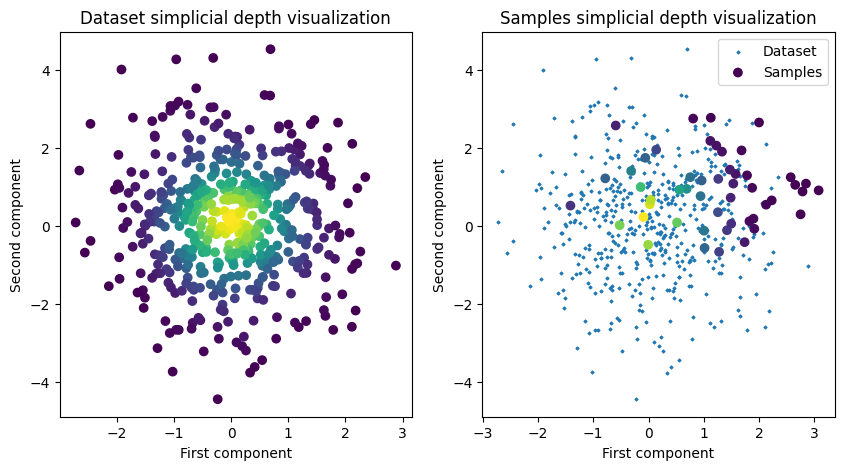 Dataset simplicial depth visualization
4
2
0
−2
−4
Second component
−2
−1
0
1
2
3
First component
Samples simplicial depth visualization
Dataset
Samples
4
2
0
−2
−4
Second component
−3
−2
−1
0
1
2
3
First component